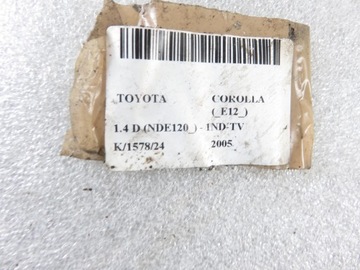 TOYOTA COROLLA
(_E12_)
1.4 D (NDE120_) - 1ND-TV
K/1578/24 2005